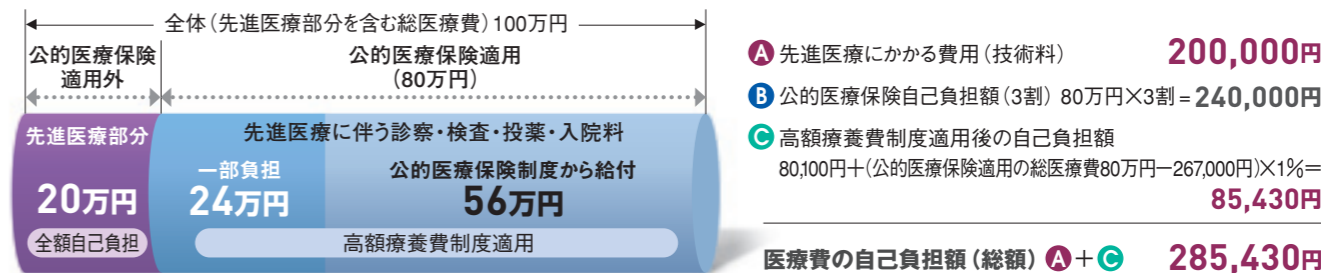 全体（先進医療部分を含む総医療費）100万円
公的医療保険
適用外
公的医療保険適用
（80万円）
先進医療部分
先進医療に伴う診察・検査・投薬・入院料
一部負担
公的医療保険制度から給付
20万円
24万円
56万円
全額自己負担
高額療養費制度適用
A 先進医療にかかる費用（技術料） 200,000円
B 公的医療保険自己負担額（3割） 80万円×3割＝240,000円
C 高額療養費制度適用後の自己負担額
80,100円＋（公的医療保険適用の総医療費80万円－267,000円）×1％＝
85,430円
医療費の自己負担額（総額） A＋C 285,430円